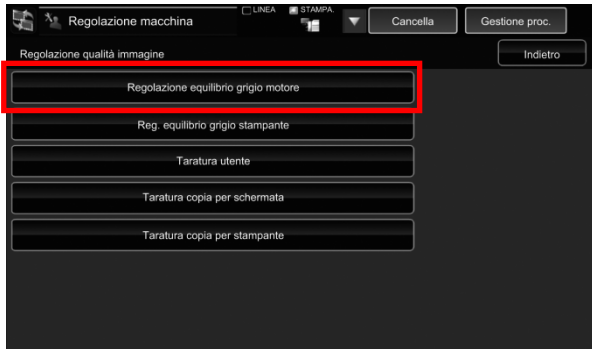 LINEA STAMPA.
Regolazione macchina Cancella Gestione proc.
Regolazione qualità immagine Indietro
Regolazione equilibrio grigio motore
Reg. equilibrio grigio stampante
Taratura utente
Taratura copia per schermata
Taratura copia per stampante